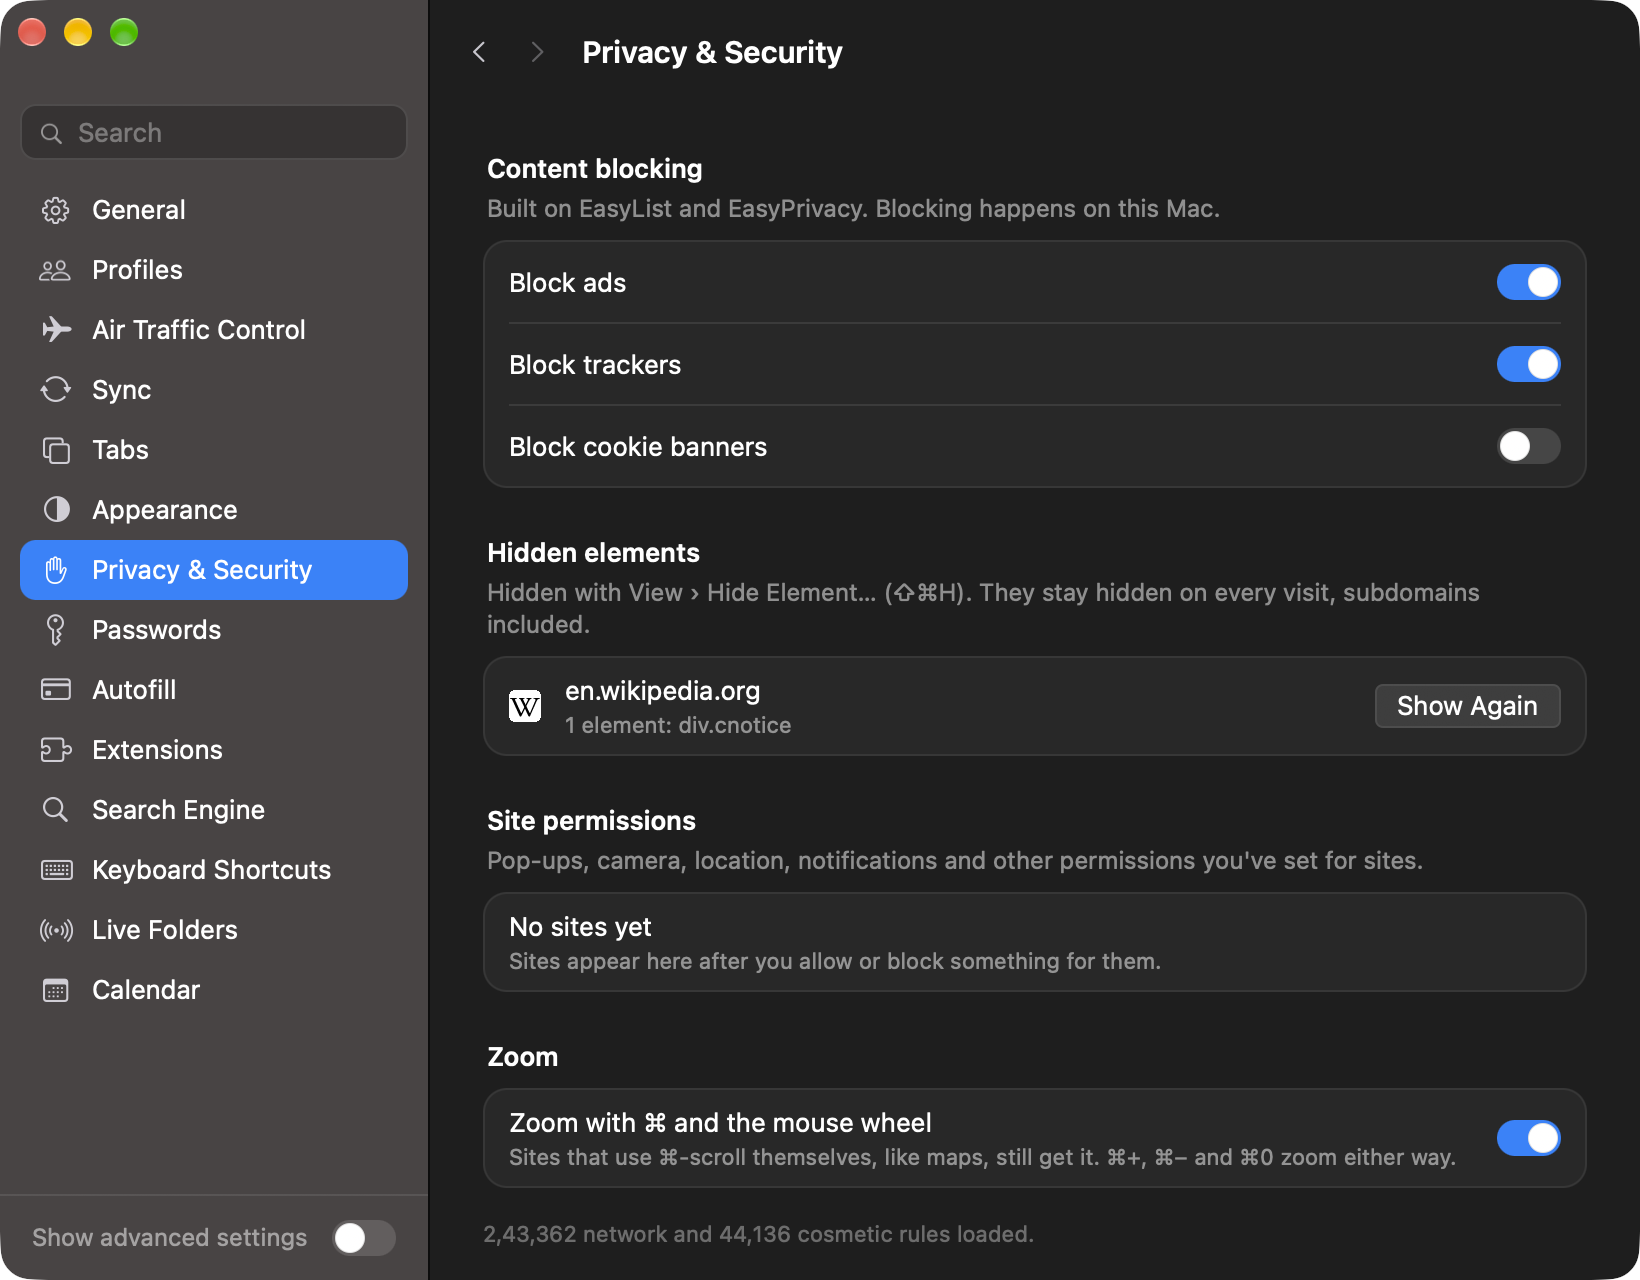 Privacy & Security
Search
General
Profiles
Air Traffic Control
Sync
Tabs
Appearance
Privacy & Security
Passwords
Autofill
Extensions
Search Engine
Keyboard Shortcuts
Live Folders
Calendar
Show advanced settings
Content blocking
Built on EasyList and EasyPrivacy. Blocking happens on this Mac.
Block ads
Block trackers
Block cookie banners
Hidden elements
Hidden with View › Hide Element... (⇧⌘H). They stay hidden on every visit, subdomains
included.
W
en.wikipedia.org
1 element: div.cnotice
Show Again
Site permissions
Pop-ups, camera, location, notifications and other permissions you've set for sites.
No sites yet
Sites appear here after you allow or block something for them.
Zoom
Zoom with ⌘ and the mouse wheel
Sites that use ⌘-scroll themselves, like maps, still get it. ⌘+, ⌘− and ⌘0 zoom either way.
2,43,362 network and 44,136 cosmetic rules loaded.